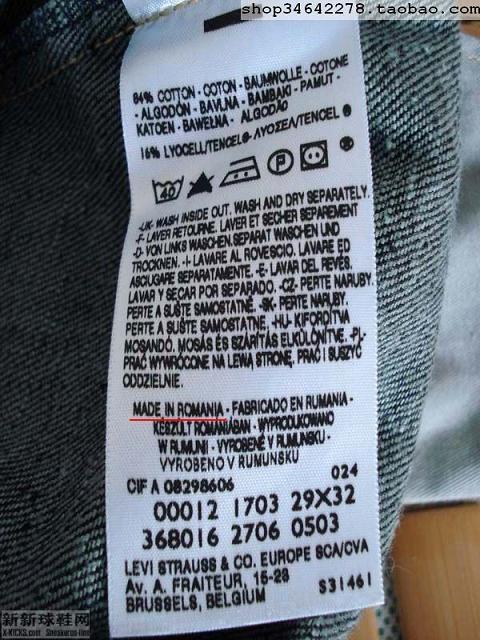 shop34642278.taobao.com
84% COTTON - COTON - BAUMWOLLE - COTONE
- ALGODÓN - BAVLNA - BAMBAKI - PAMUT -
KATOEN - BAWEŁNA - ALGODÃO
16% LYOCELL/TENCEL®-ΛΥΟΣΕΛ/TENCEL ®
40 P
-UK- WASH INSIDE OUT. WASH AND DRY SEPARATELY.
-F- LAVER RETOURNE. LAVER ET SECHER SEPAREMENT
-D- VON LINKS WASCHEN.SEPARAT WASCHEN UND
TROCKNEN. -I- LAVARE AL ROVESCIO. LAVARE ED
ASCIUGARE SEPARATAMENTE. -E- LAVAR DEL REVÉS.
LAVAR Y SECAR POR SEPARADO. -CZ- PERTE NARUBY.
PERTE A SUŠTE SAMOSTATNĚ. -SK- PERTE NARUBY.
PERTE A SUŠTE SAMOSTATNE. -HU- KIFORDÍTVA
MOSANDÓ. MOSÁS ÉS SZÁRÍTÁS ELKÜLÖNÍTVE. -PL-
PRAĆ WYWRÓCONE NA LEWĄ STRONĘ. PRAĆ I SUSZYĆ
ODDZIELNIE.
MADE IN ROMANIA - FABRICADO EN RUMANIA -
KÉSZÜLT ROMÁNIÁBAN - WYPRODUKOWANO
W RUMUNII - VYROBENÉ V RUMUNSKU -
VYROBENO V RUMUNSKU
CIF A 08298606 024
00012 1703 29X32
368016 2706 0503
LEVI STRAUSS & CO. EUROPE SCA/CVA
Av. A. FRAITEUR, 15-23
BRUSSELS, BELGIUM S31461
新新球鞋网
X-KICKS.com